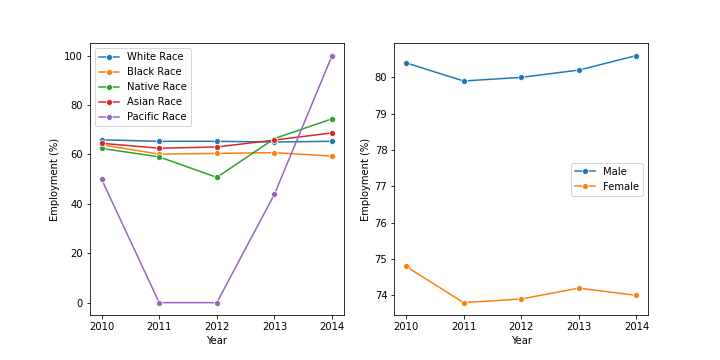 White Race
Black Race
Native Race
Asian Race
Pacific Race
100
80
60
40
20
0
Employment (%)
2010 2011 2012 2013 2014
Year
Male
Female
80
79
78
77
76
75
74
Employment (%)
2010 2011 2012 2013 2014
Year